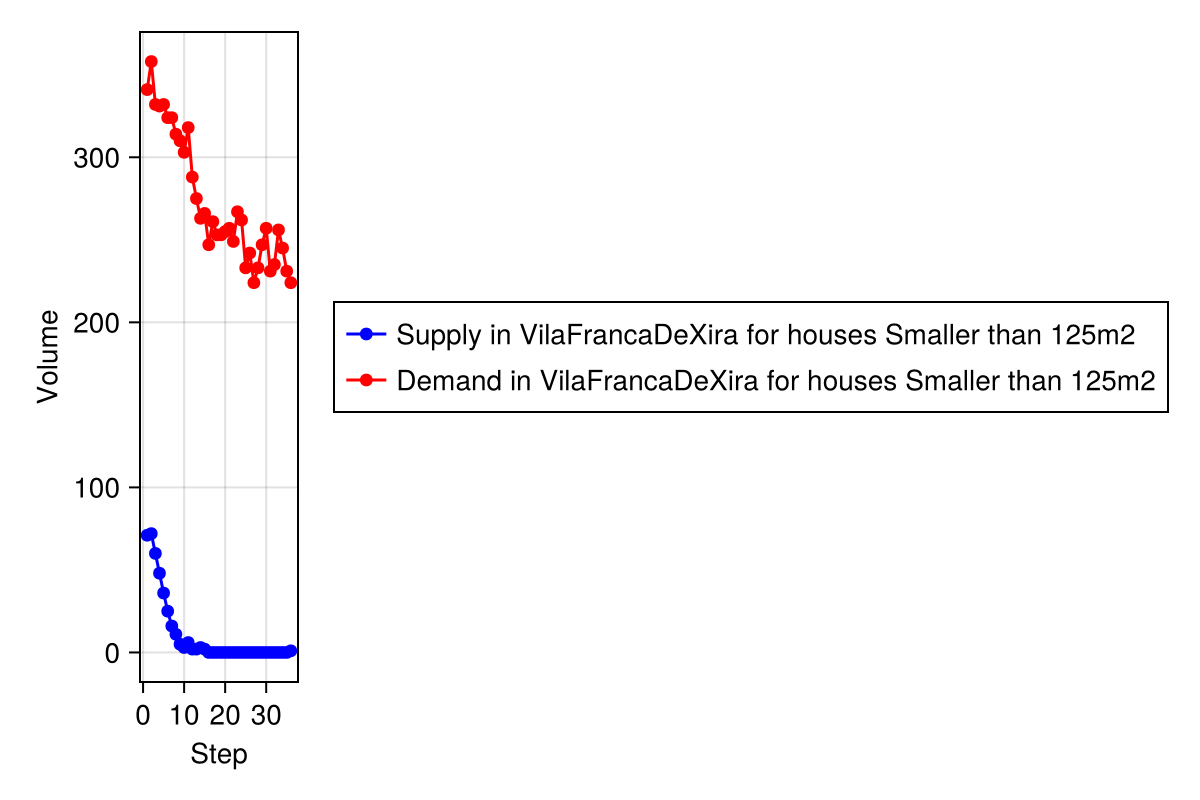 Volume
300
200
100
0
0 10 20 30
Step
Supply in VilaFrancaDeXira for houses Smaller than 125m2
Demand in VilaFrancaDeXira for houses Smaller than 125m2